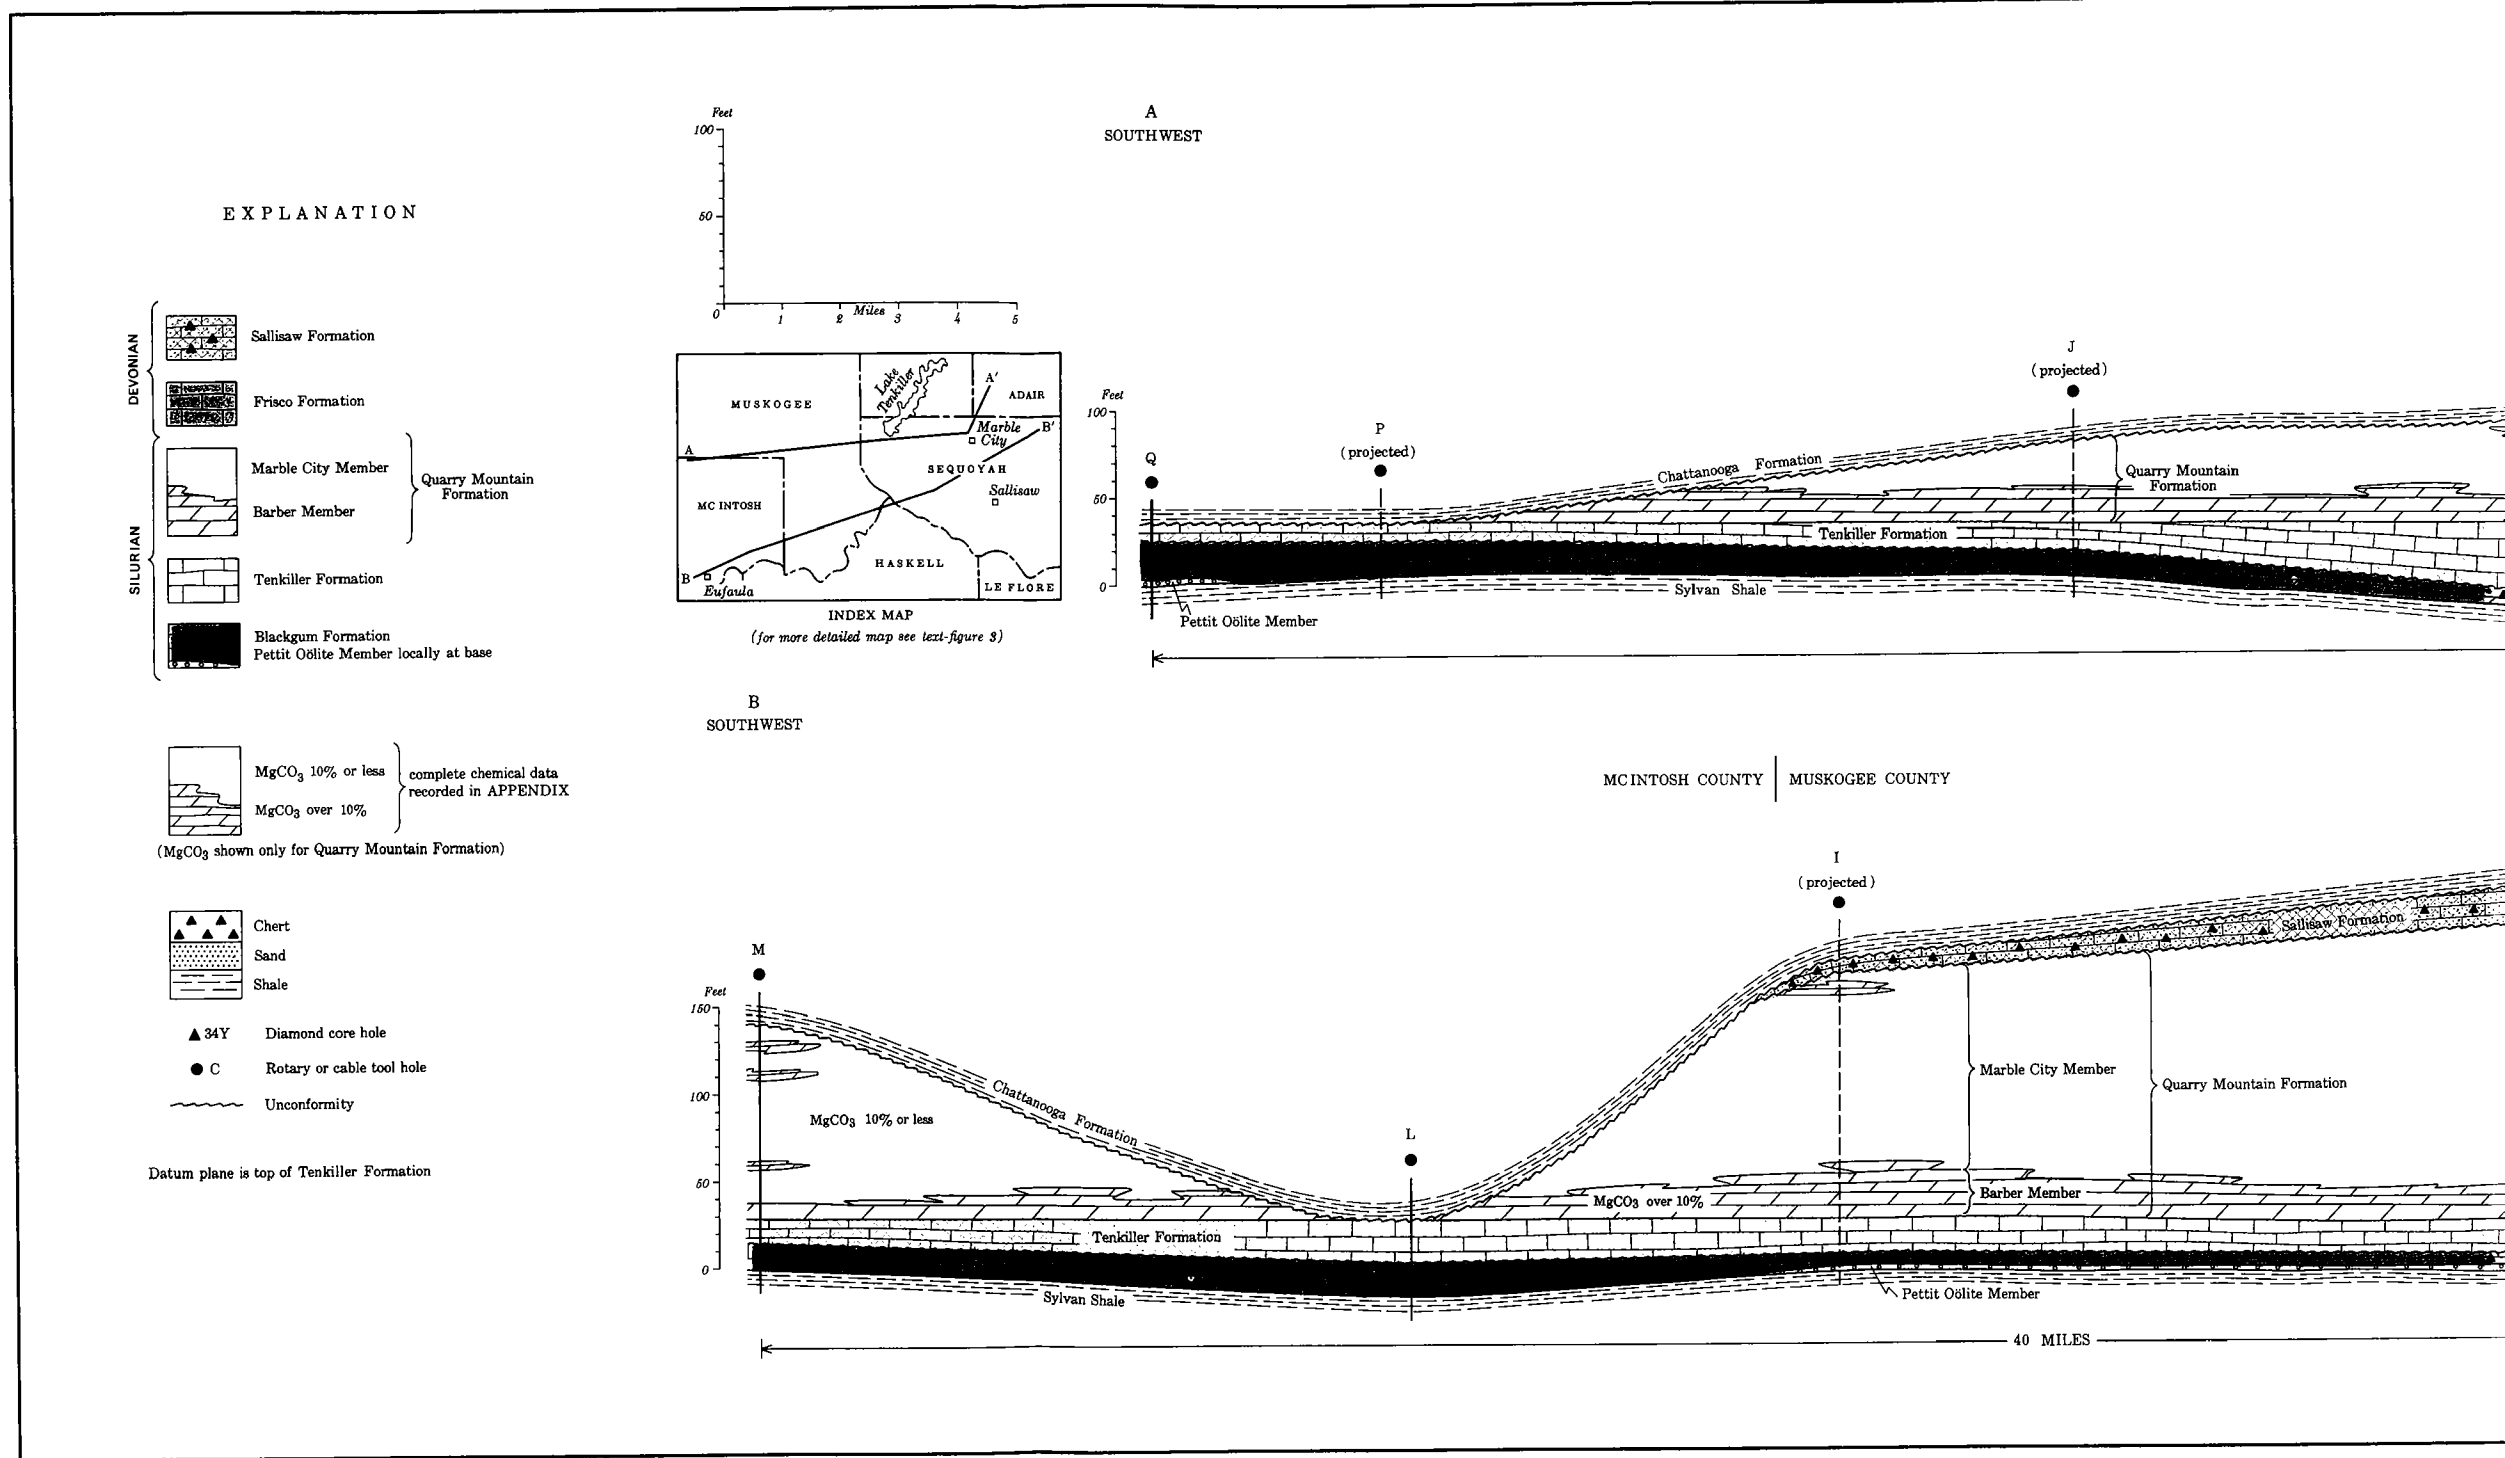 EXPLANATION
DEVONIAN
Sallisaw Formation
Frisco Formation
SILURIAN
Marble City Member
Barber Member
Quarry Mountain
Formation
Tenkiller Formation
Blackgum Formation
Pettit Oölite Member locally at base
MgCO3 10% or less
MgCO3 over 10%
complete chemical data
recorded in APPENDIX
(MgCO3 shown only for Quarry Mountain Formation)
Chert
Sand
Shale
34Y Diamond core hole
C Rotary or cable tool hole
Unconformity
Datum plane is top of Tenkiller Formation
Feet
100
50
0 1 2 3 4 5
Miles
MUSKOGEE
Lake
Tenkiller
A'
ADAIR
Marble
City
B'
A
SEQUOYAH
Sallisaw
MC INTOSH
HASKELL
B
Eufaula
LE FLORE
INDEX MAP
(for more detailed map see text-figure 3)
A
SOUTHWEST
Feet
100
50
0
Q
P
(projected)
J
(projected)
Chattanooga Formation
Quarry Mountain
Formation
Tenkiller Formation
Sylvan Shale
Pettit Oölite Member
B
SOUTHWEST
MC INTOSH COUNTY
MUSKOGEE COUNTY
Feet
150
100
50
0
M
L
I
(projected)
Chattanooga Formation
MgCO3 10% or less
Sallisaw Formation
Marble City Member
Quarry Mountain Formation
MgCO3 over 10%
Barber Member
Tenkiller Formation
Sylvan Shale
Pettit Oölite Member
40 MILES